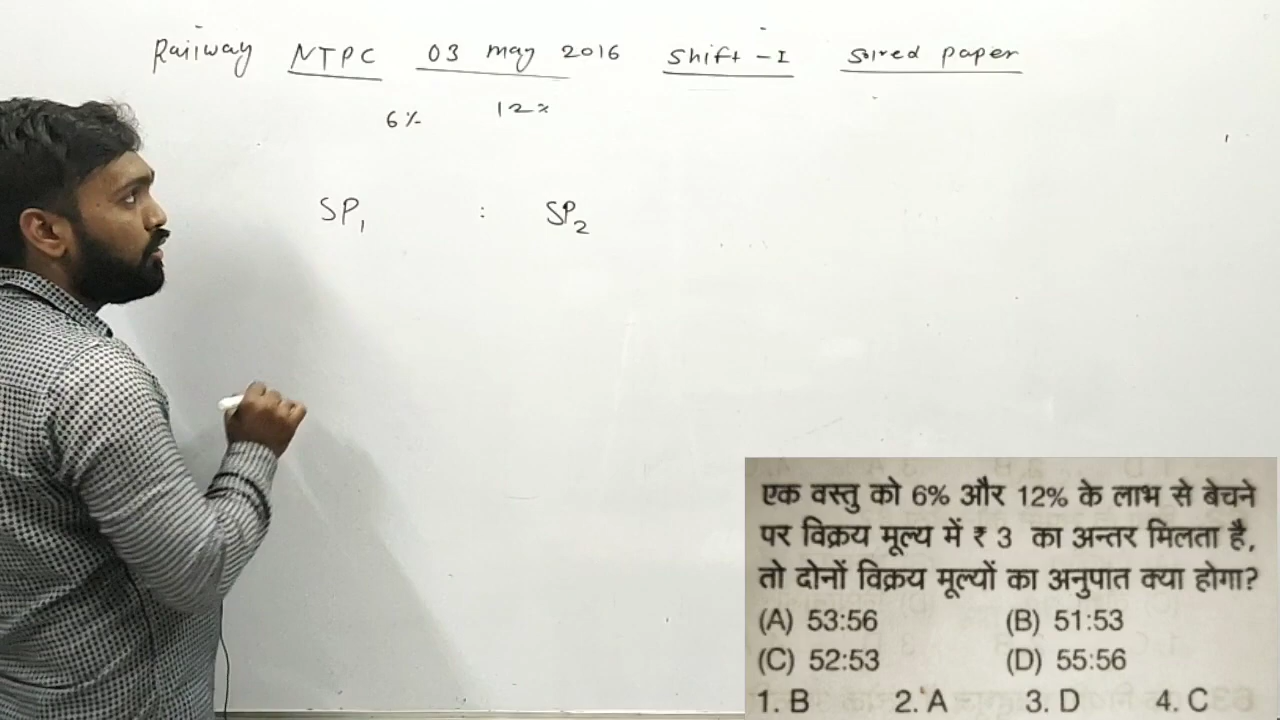 Railway NTPC 03 may 2016 Shift-I solved paper
6% 12%
SP1 : SP2
एक वस्तु को 6% और 12% के लाभ से बेचने
पर विक्रय मूल्य में ₹ 3 का अन्तर मिलता है,
तो दोनों विक्रय मूल्यों का अनुपात क्या होगा?
(A) 53:56 (B) 51:53
(C) 52:53 (D) 55:56
1. B 2. A 3. D 4. C